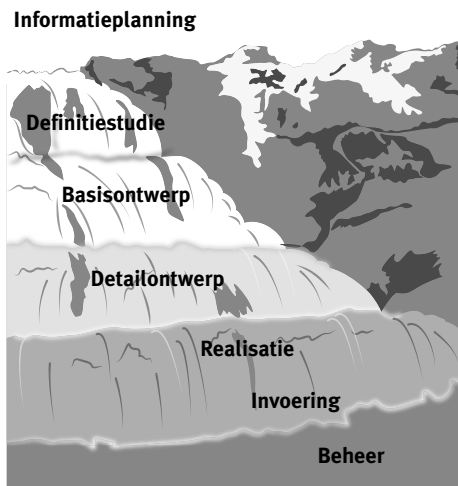 Informatieplanning
Definitiestudie
Basisontwerp
Detailontwerp
Realisatie
Invoering
Beheer